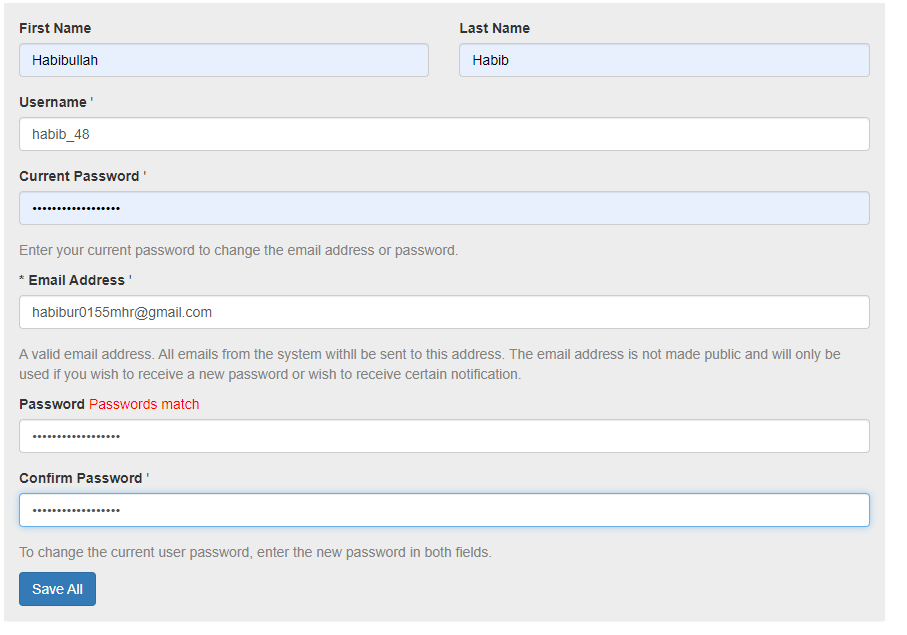 First Name Last Name
Habibullah Habib
Username '
habib_48
Current Password '
••••••••••••••••••
Enter your current password to change the email address or password.
* Email Address '
habibur0155mhr@gmail.com
A valid email address. All emails from the system withll be sent to this address. The email address is not made public and will only be
used if you wish to receive a new password or wish to receive certain notification.
Password Passwords match
••••••••••••••••••
Confirm Password '
••••••••••••••••••
To change the current user password, enter the new password in both fields.
Save All